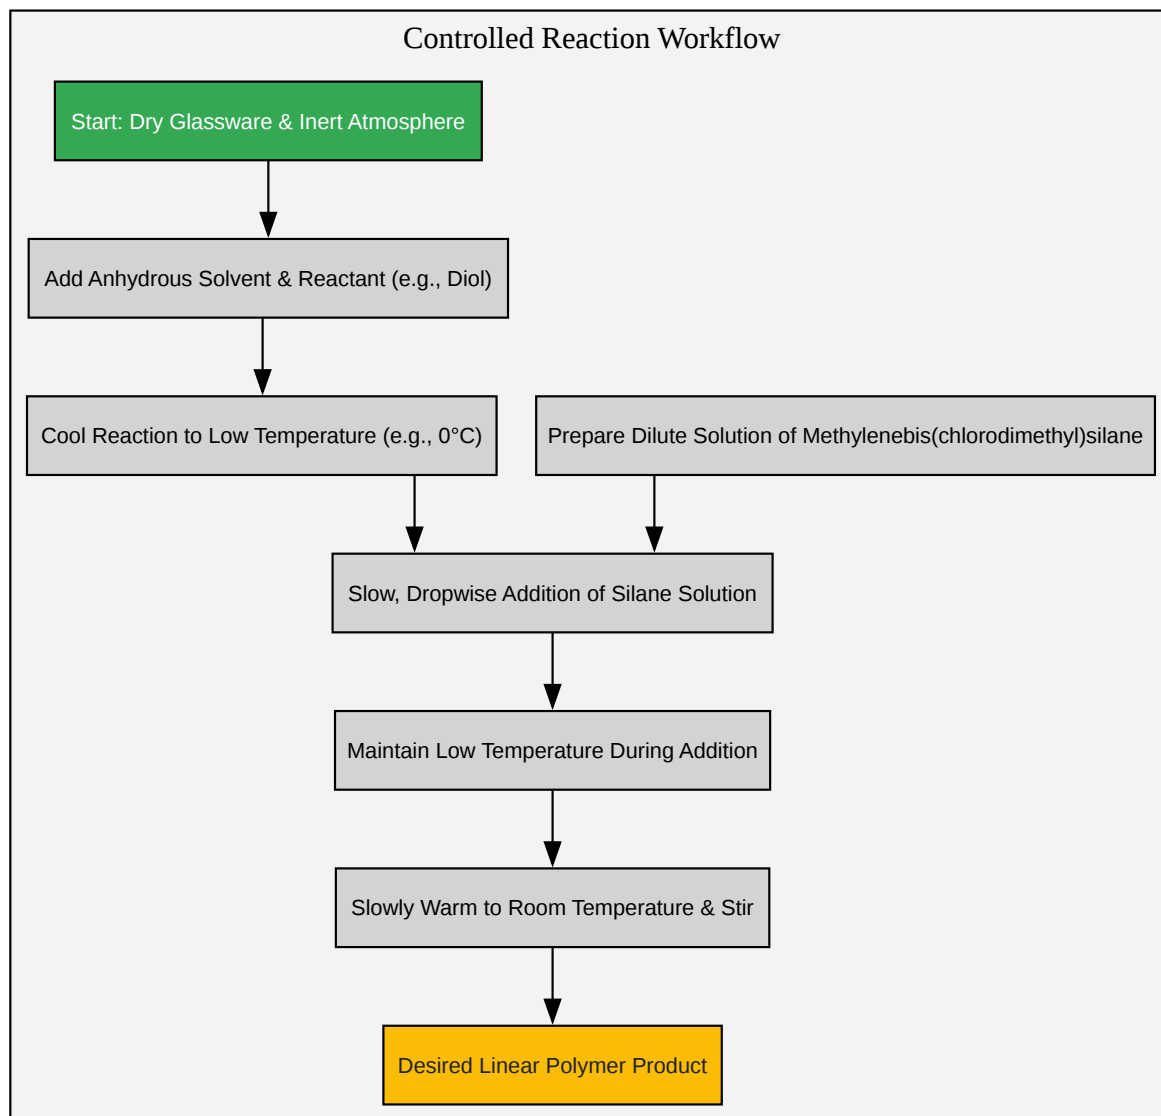 Controlled Reaction Workflow
Start: Dry Glassware & Inert Atmosphere
Add Anhydrous Solvent & Reactant (e.g., Diol)
Cool Reaction to Low Temperature (e.g., 0°C)
Prepare Dilute Solution of Methylenebis(chlorodimethyl)silane
Slow, Dropwise Addition of Silane Solution
Maintain Low Temperature During Addition
Slowly Warm to Room Temperature & Stir
Desired Linear Polymer Product